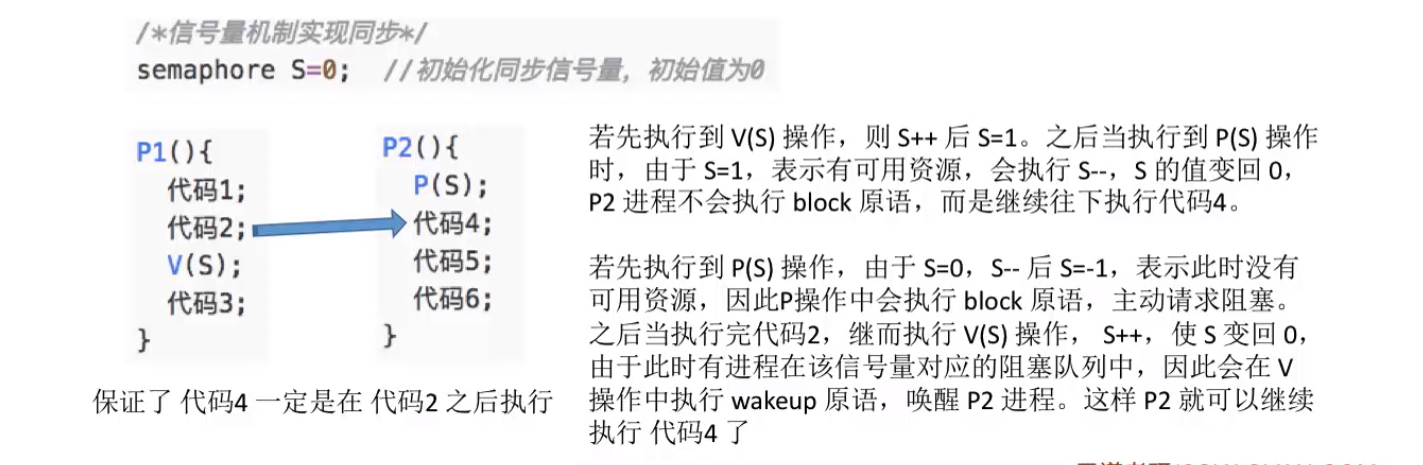 /*信号量机制实现同步*/
semaphore S=0;  //初始化同步信号量，初始值为0
P1(){
代码1;
代码2;
V(S);
代码3;
}
P2(){
P(S);
代码4;
代码5;
代码6;
}
保证了 代码4 一定是在 代码2 之后执行
若先执行到 V(S) 操作，则 S++ 后 S=1。之后当执行到 P(S) 操作
时，由于 S=1，表示有可用资源，会执行 S--，S 的值变回 0，
P2 进程不会执行 block 原语，而是继续往下执行代码4。
若先执行到 P(S) 操作，由于 S=0，S-- 后 S=-1，表示此时没有
可用资源，因此P操作中会执行 block 原语，主动请求阻塞。
之后当执行完代码2，继而执行 V(S) 操作， S++，使 S 变回 0，
由于此时有进程在该信号量对应的阻塞队列中，因此会在 V
操作中执行 wakeup 原语，唤醒 P2 进程。这样 P2 就可以继续
执行 代码4 了